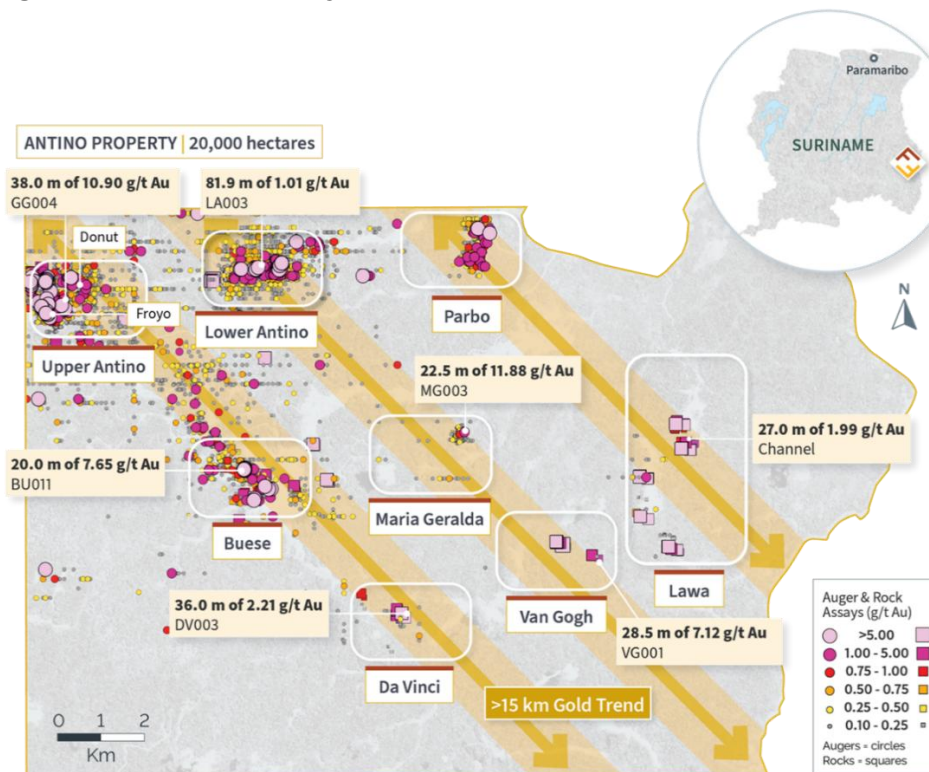 Paramaribo
SURINAME
ANTINO PROPERTY | 20,000 hectares
38.0 m of 10.90 g/t Au
GG004
81.9 m of 1.01 g/t Au
LA003
Donut
Froyo
Upper Antino
Lower Antino
Parbo
N
22.5 m of 11.88 g/t Au
MG003
27.0 m of 1.99 g/t Au
Channel
20.0 m of 7.65 g/t Au
BU011
Buese
Maria Geralda
Van Gogh
Lawa
36.0 m of 2.21 g/t Au
DV003
28.5 m of 7.12 g/t Au
VG001
Da Vinci
>15 km Gold Trend
0 1 2
Km
Auger & Rock
Assays (g/t Au)
>5.00
1.00 - 5.00
0.75 - 1.00
0.50 - 0.75
0.25 - 0.50
0.10 - 0.25
Augers = circles
Rocks = squares